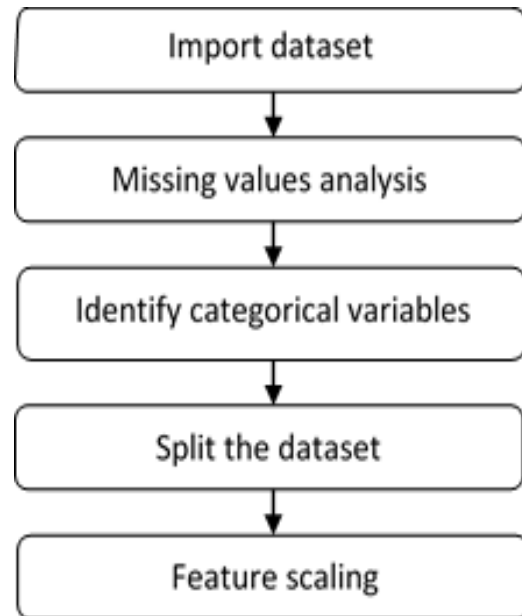 Import dataset
Missing values analysis
Identify categorical variables
Split the dataset
Feature scaling